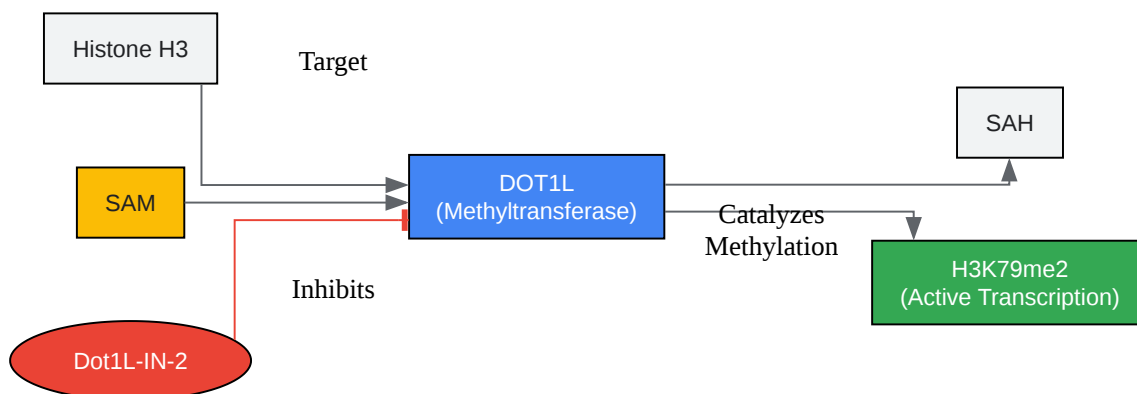 Histone H3
Target
SAH
SAM
DOT1L
(Methyltransferase)
Catalyzes
Methylation
H3K79me2
(Active Transcription)
Inhibits
Dot1L-IN-2